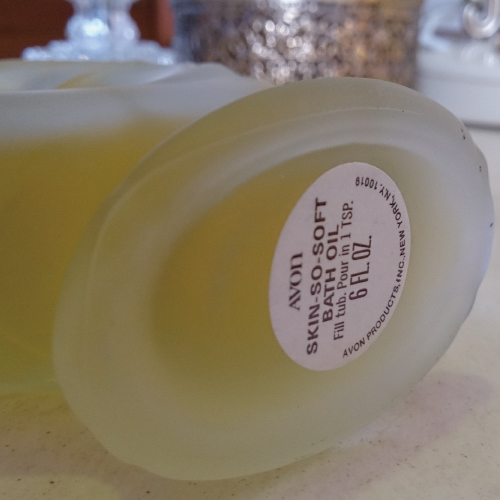 AVON
SKIN-SO-SOFT
BATH OIL
Fill tub. Pour in 1 TSP.
6 FL. OZ.
AVON PRODUCTS, INC., NEW YORK, N.Y. 10019